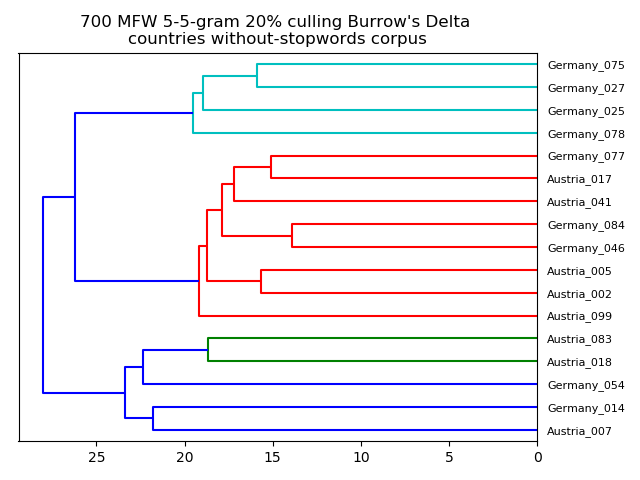 700 MFW 5-5-gram 20% culling Burrow's Delta
countries without-stopwords corpus
Germany_075
Germany_027
Germany_025
Germany_078
Germany_077
Austria_017
Austria_041
Germany_084
Germany_046
Austria_005
Austria_002
Austria_099
Austria_083
Austria_018
Germany_054
Germany_014
Austria_007
25 20 15 10 5 0